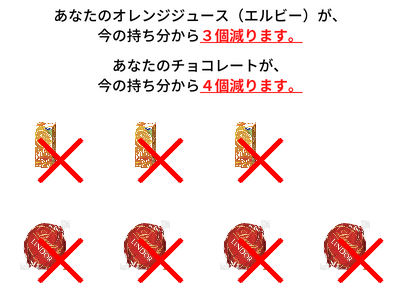 あなたのオレンジジュース（エルビー）が、
今の持ち分から３個減ります。
あなたのチョコレートが、
今の持ち分から４個減ります。
LINDOR
LINDOR
LINDOR
LINDOR